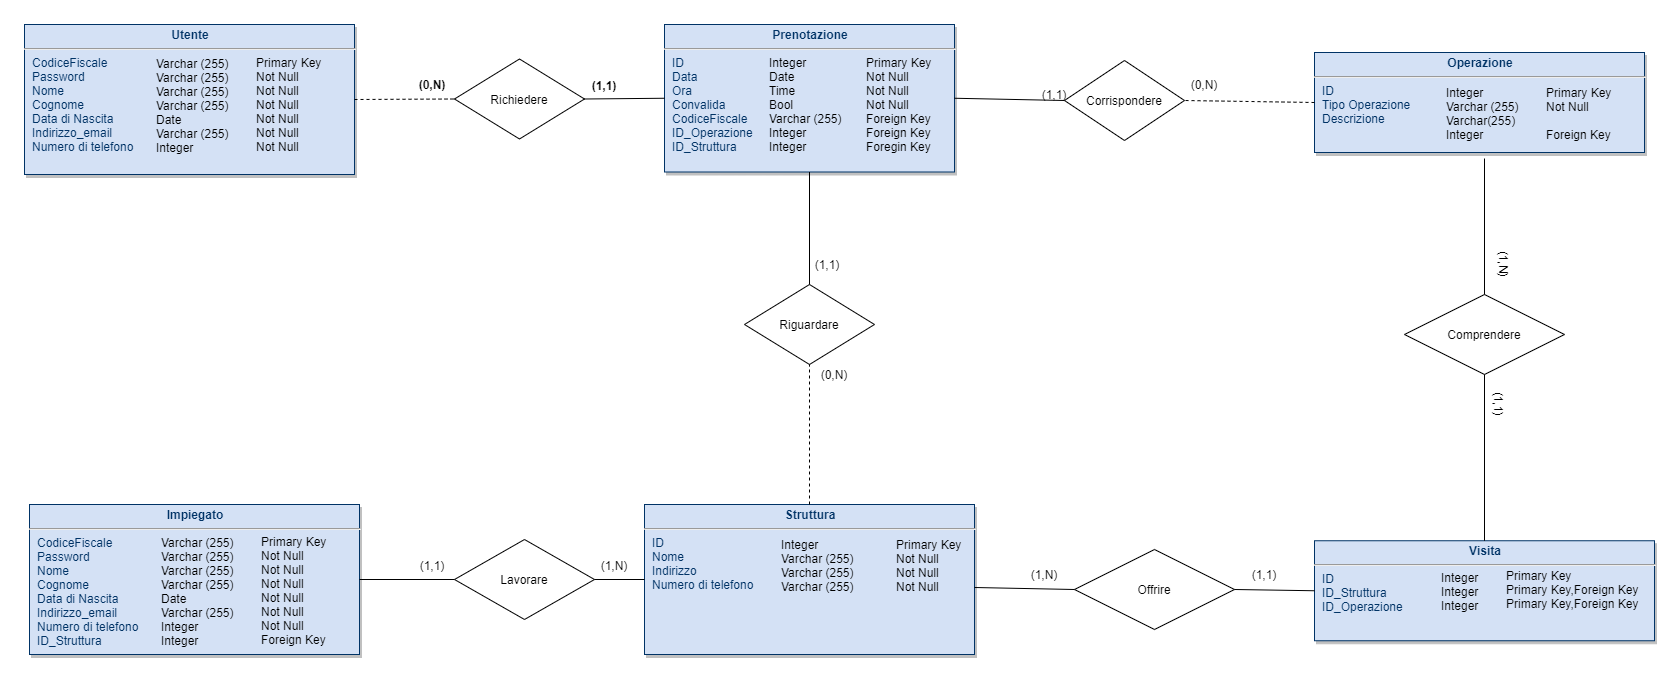 Utente
CodiceFiscale Varchar (255) Primary Key
Password Varchar (255) Not Null
Nome Varchar (255) Not Null
Cognome Varchar (255) Not Null
Data di Nascita Date Not Null
Indirizzo_email Varchar (255) Not Null
Numero di telefono Integer Not Null
(0,N)
Richiedere
(1,1)
Prenotazione
ID Integer Primary Key
Data Date Not Null
Ora Time Not Null
Convalida Bool Not Null
CodiceFiscale Varchar (255) Foreign Key
ID_Operazione Integer Foreign Key
ID_Struttura Integer Foregin Key
(1,1)
Corrispondere
(0,N)
Operazione
ID Integer Primary Key
Tipo Operazione Varchar (255) Not Null
Descrizione Varchar(255)
Integer Foreign Key
(1,1)
Riguardare
(0,N)
(1,N)
Comprendere
(1,1)
Impiegato
CodiceFiscale Varchar (255) Primary Key
Password Varchar (255) Not Null
Nome Varchar (255) Not Null
Cognome Varchar (255) Not Null
Data di Nascita Date Not Null
Indirizzo_email Varchar (255) Not Null
Numero di telefono Integer Not Null
ID_Struttura Integer Foreign Key
(1,1)
Lavorare
(1,N)
Struttura
ID Integer Primary Key
Nome Varchar (255) Not Null
Indirizzo Varchar (255) Not Null
Numero di telefono Varchar (255) Not Null
(1,N)
Offrire
(1,1)
Visita
ID Integer Primary Key
ID_Struttura Integer Primary Key,Foreign Key
ID_Operazione Integer Primary Key,Foreign Key